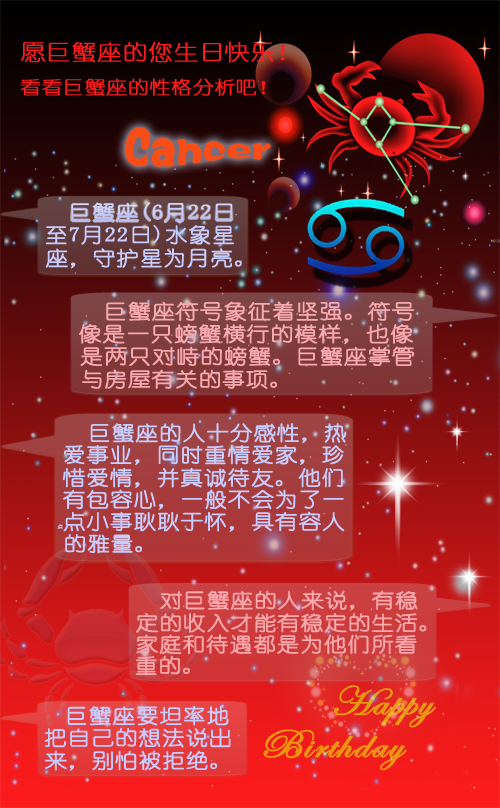 愿巨蟹座的您生日快乐！
看看巨蟹座的性格分析吧！
Cancer
巨蟹座(6月22日
至7月22日)水象星
座，守护星为月亮。
巨蟹座符号象征着坚强。符号
像是一只螃蟹横行的模样，也像
是两只对峙的螃蟹。巨蟹座掌管
与房屋有关的事项。
巨蟹座的人十分感性，热
爱事业，同时重情爱家，珍
惜爱情，并真诚待友。他们
有包容心，一般不会为了一
点小事耿耿于怀，具有容人
的雅量。
对巨蟹座的人来说，有稳
定的收入才能有稳定的生活。
家庭和待遇都是为他们所看
重的。
巨蟹座要坦率地
把自己的想法说出
来，别怕被拒绝。
Happy
Birthday